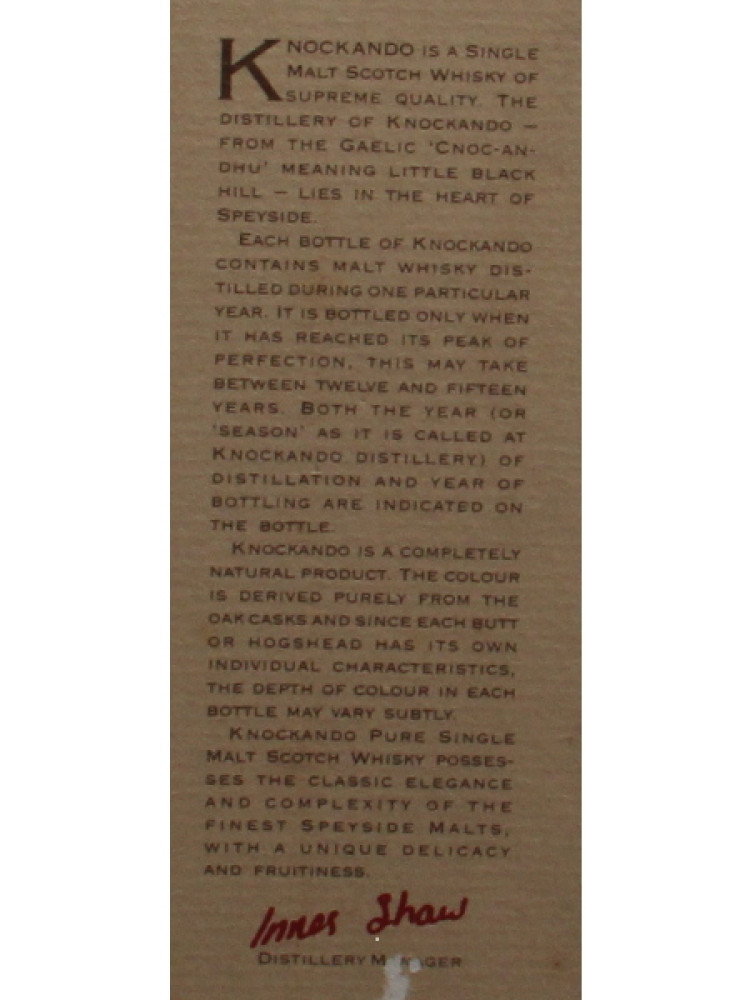 KNOCKANDO IS A SINGLE
MALT SCOTCH WHISKY OF
SUPREME QUALITY. THE
DISTILLERY OF KNOCKANDO –
FROM THE GAELIC 'CNOC-AN-
DHU' MEANING LITTLE BLACK
HILL – LIES IN THE HEART OF
SPEYSIDE.
EACH BOTTLE OF KNOCKANDO
CONTAINS MALT WHISKY DIS-
TILLED DURING ONE PARTICULAR
YEAR. IT IS BOTTLED ONLY WHEN
IT HAS REACHED ITS PEAK OF
PERFECTION, THIS MAY TAKE
BETWEEN TWELVE AND FIFTEEN
YEARS. BOTH THE YEAR (OR
'SEASON' AS IT IS CALLED AT
KNOCKANDO DISTILLERY) OF
DISTILLATION AND YEAR OF
BOTTLING ARE INDICATED ON
THE BOTTLE.
KNOCKANDO IS A COMPLETELY
NATURAL PRODUCT. THE COLOUR
IS DERIVED PURELY FROM THE
OAK CASKS AND SINCE EACH BUTT
OR HOGSHEAD HAS ITS OWN
INDIVIDUAL CHARACTERISTICS,
THE DEPTH OF COLOUR IN EACH
BOTTLE MAY VARY SUBTLY.
KNOCKANDO PURE SINGLE
MALT SCOTCH WHISKY POSSES-
SES THE CLASSIC ELEGANCE
AND COMPLEXITY OF THE
FINEST SPEYSIDE MALTS,
WITH A UNIQUE DELICACY
AND FRUITINESS.
Innes Shaw
DISTILLERY MANAGER